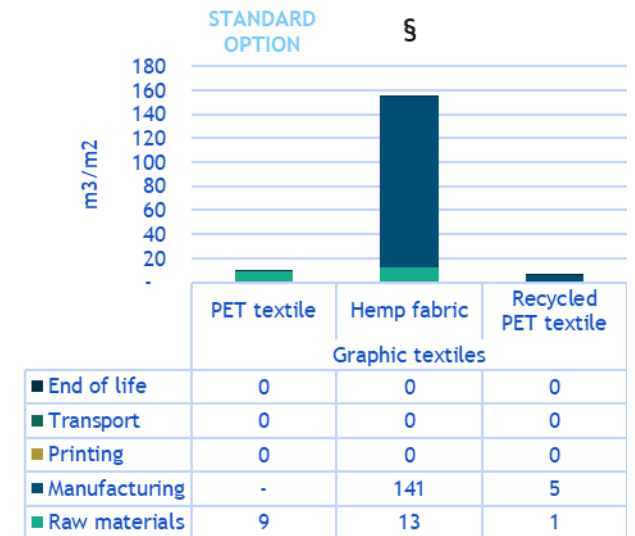 STANDARD
OPTION
§
180
160
140
120
100
80
60
40
20
-
m3/m2
PET textile Hemp fabric Recycled
PET textile
Graphic textiles
End of life 0 0 0
Transport 0 0 0
Printing 0 0 0
Manufacturing - 141 5
Raw materials 9 13 1